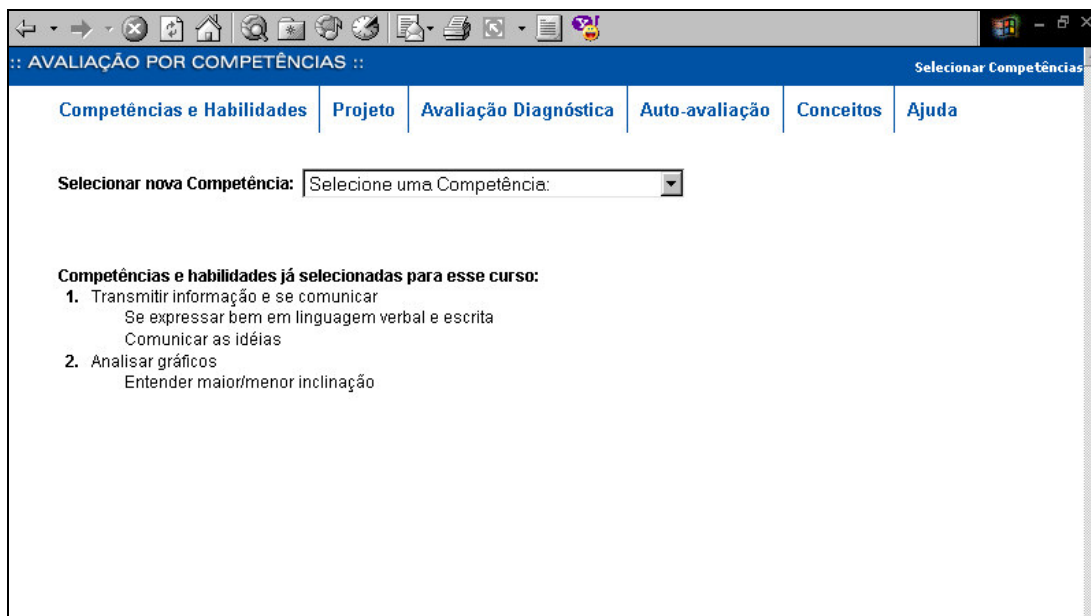 :: AVALIAÇÃO POR COMPETÊNCIAS ::
Selecionar Competências
Competências e Habilidades Projeto Avaliação Diagnóstica Auto-avaliação Conceitos Ajuda
Selecionar nova Competência: Selecione uma Competência:
Competências e habilidades já selecionadas para esse curso:
1. Transmitir informação e se comunicar
Se expressar bem em linguagem verbal e escrita
Comunicar as idéias
2. Analisar gráficos
Entender maior/menor inclinação